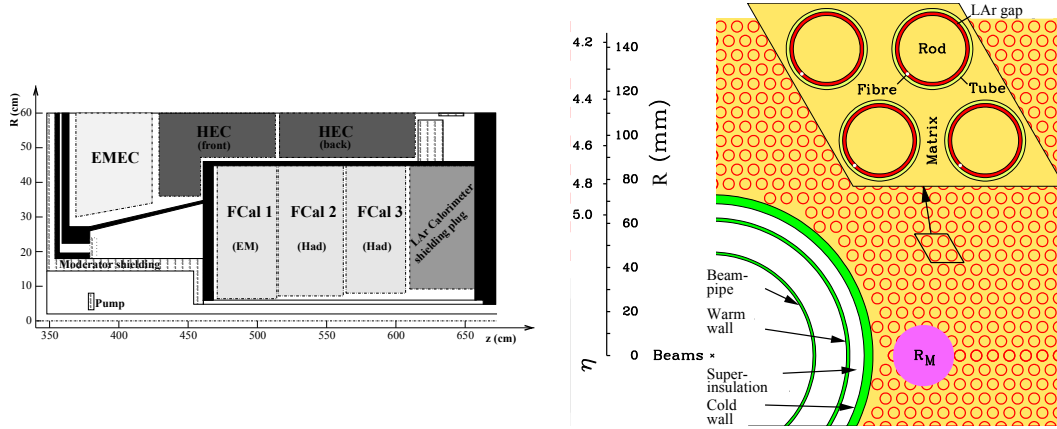 R (cm)
60
50
40
30
20
10
0
350
400
450
500
550
600
650
z (cm)
EMEC
HEC
(front)
HEC
(back)
FCal 1
(EM)
FCal 2
(Had)
FCal 3
(Had)
LAr Calorimeter
shielding plug
Moderator shielding
Pump
4.2
4.4
4.6
4.8
5.0
η
140
120
100
80
60
40
20
0
R (mm)
LAr gap
Rod
Fibre
Tube
Matrix
Beam-
pipe
Warm
wall
Beams ×
Super-
insulation
Cold
wall
R_M